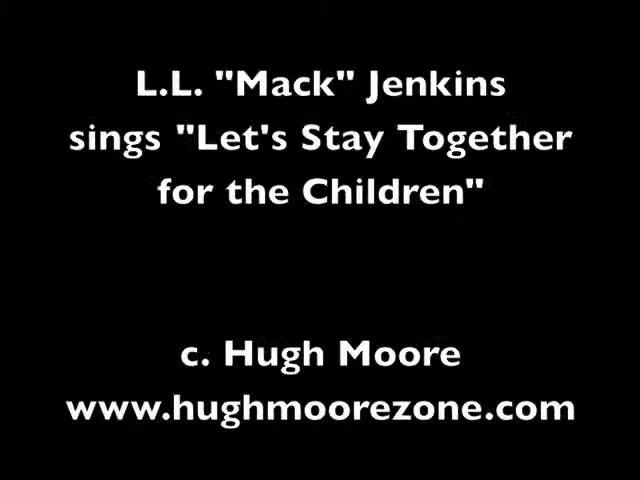 L.L. "Mack" Jenkins
sings "Let's Stay Together
for the Children"
c. Hugh Moore
www.hughmoorezone.com